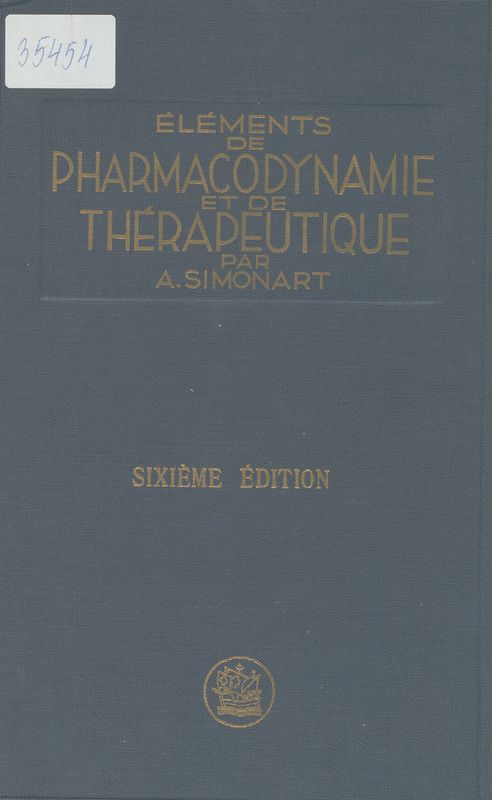 35454
ÉLÉMENTS
DE
PHARMACODYNAMIE
ET DE
THÉRAPEUTIQUE
PAR
A. SIMONART
SIXIÈME ÉDITION